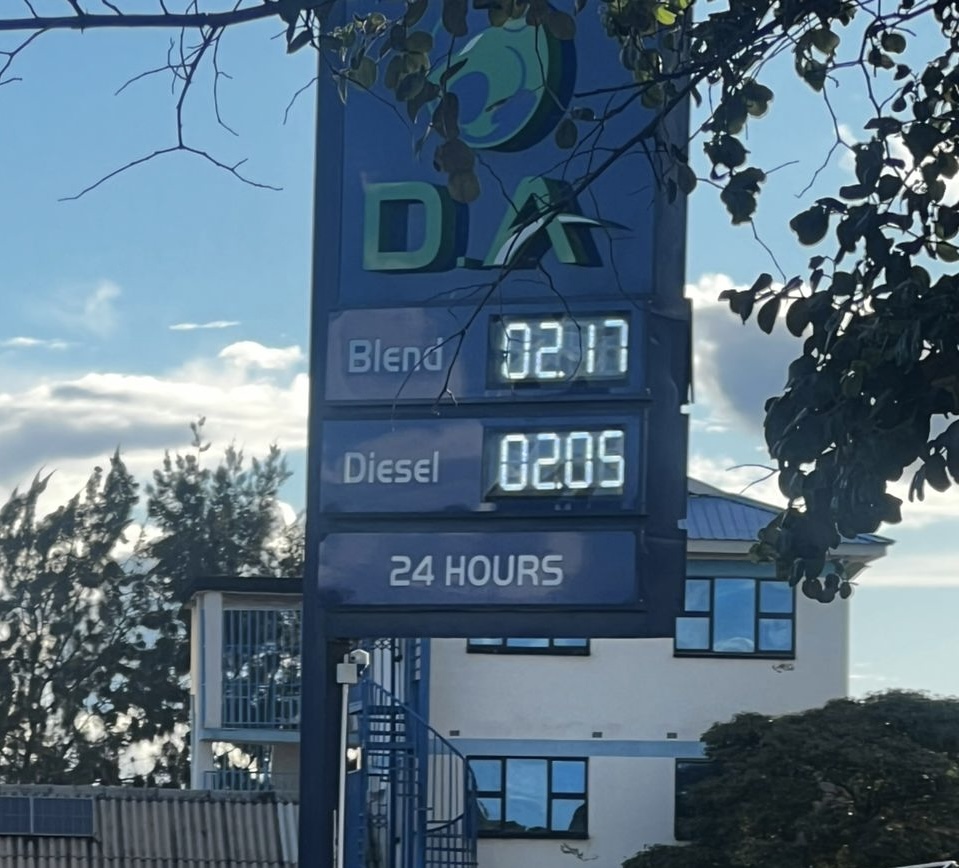 D.A
Blend 02.17
Diesel 02.05
24 HOURS